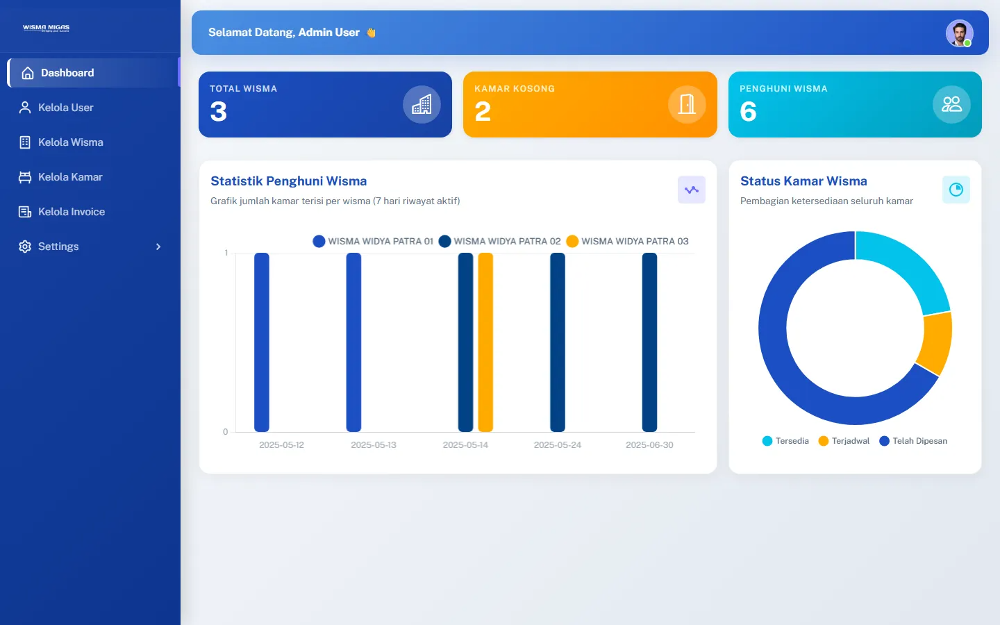 WISMA MIGAS
Selamat Datang, Admin User 👋
Dashboard
Kelola User
Kelola Wisma
Kelola Kamar
Kelola Invoice
Settings
TOTAL WISMA
3
KAMAR KOSONG
2
PENGHUNI WISMA
6
Statistik Penghuni Wisma
Grafik jumlah kamar terisi per wisma (7 hari riwayat aktif)
WISMA WIDYA PATRA 01 WISMA WIDYA PATRA 02 WISMA WIDYA PATRA 03
1
0
2025-05-12 2025-05-13 2025-05-14 2025-05-24 2025-06-30
Status Kamar Wisma
Pembagian ketersediaan seluruh kamar
Tersedia Terjadwal Telah Dipesan